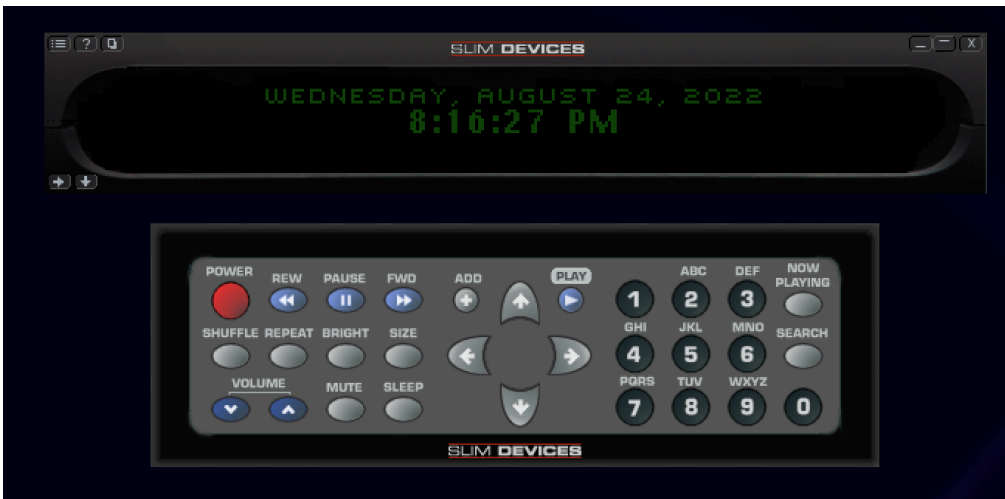 ?
SLIM DEVICES
X
WEDNESDAY, AUGUST 24, 2022
8:16:27 PM
POWER REW PAUSE FWD ADD PLAY ABC DEF NOW PLAYING
1 2 3
SHUFFLE REPEAT BRIGHT SIZE GHI JKL MNO SEARCH
4 5 6
VOLUME MUTE SLEEP PQRS TUV WXYZ
7 8 9 0
SLIM DEVICES